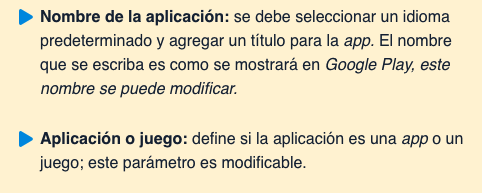 Nombre de la aplicación: se debe seleccionar un idioma
predeterminado y agregar un título para la app. El nombre
que se escriba es como se mostrará en Google Play, este
nombre se puede modificar.
Aplicación o juego: define si la aplicación es una app o un
juego; este parámetro es modificable.